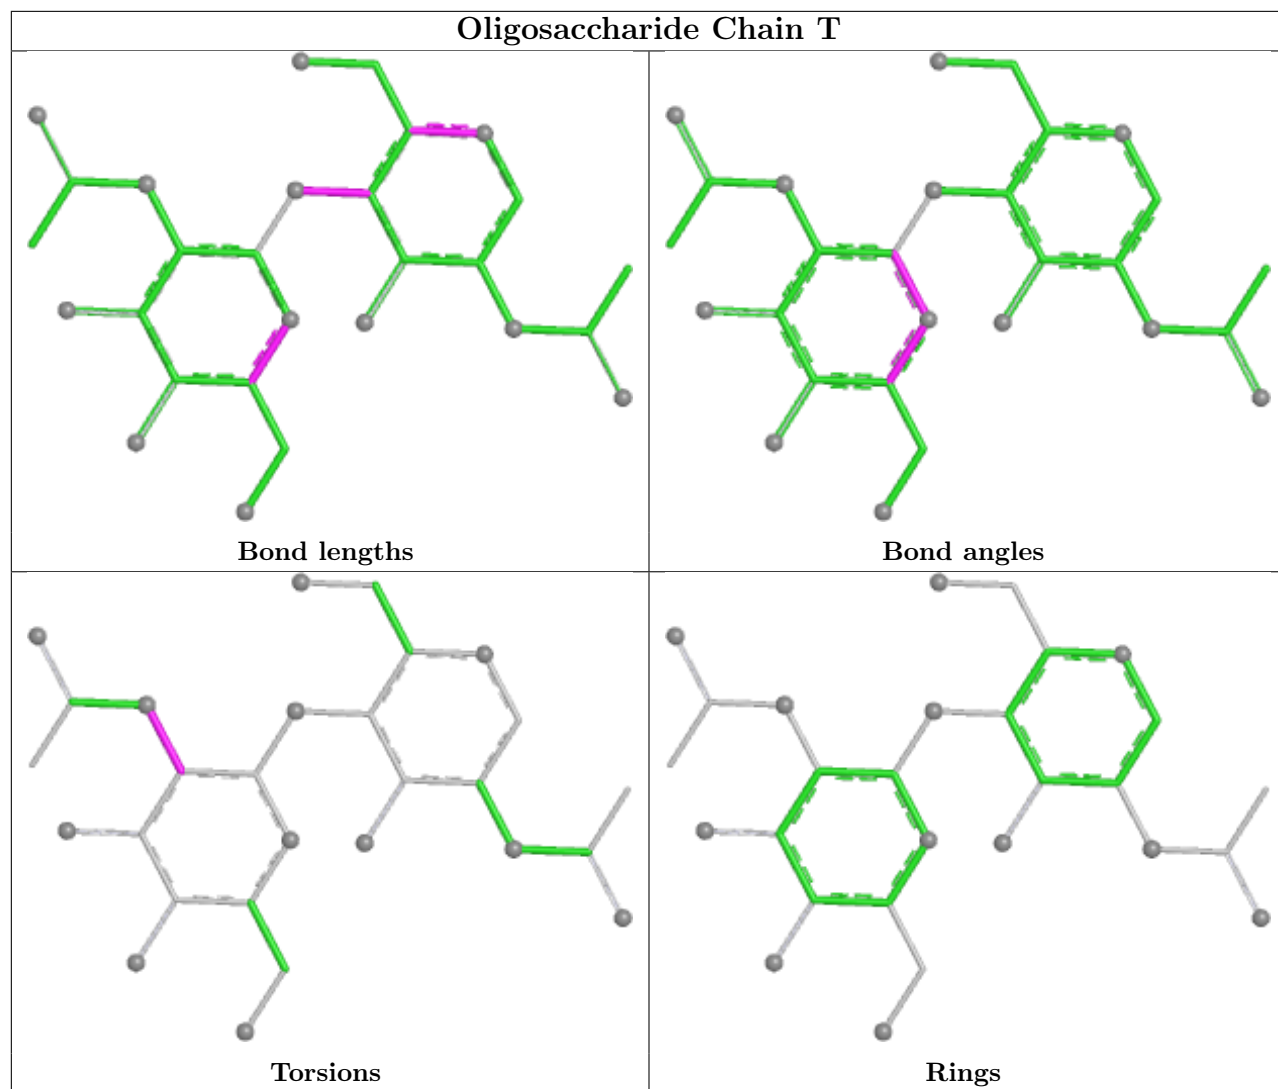 Oligosaccharide Chain T
Bond lengths
Bond angles
Torsions
Rings